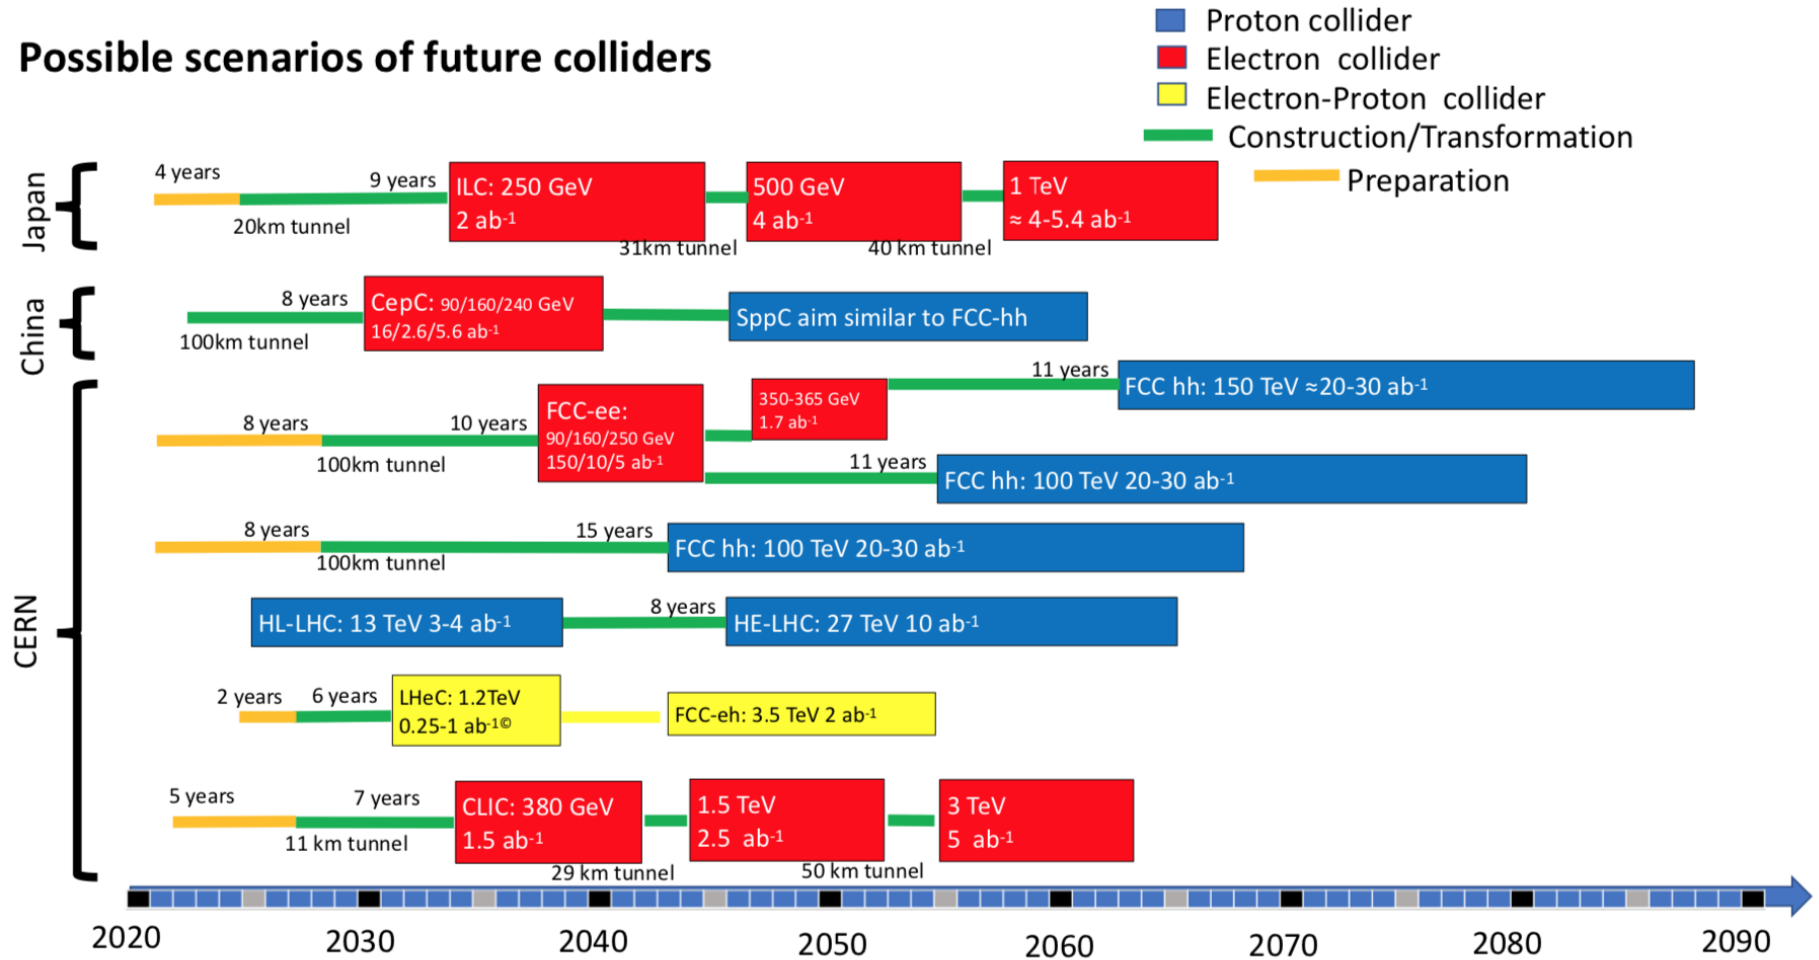 Possible scenarios of future colliders
Proton collider
Electron collider
Electron-Proton collider
Construction/Transformation
Preparation
Japan
4 years
9 years
20km tunnel
ILC: 250 GeV
2 ab-1
31km tunnel
500 GeV
4 ab-1
40 km tunnel
1 TeV
≈ 4-5.4 ab-1
China
8 years
100km tunnel
CepC: 90/160/240 GeV
16/2.6/5.6 ab-1
SppC aim similar to FCC-hh
CERN
8 years
10 years
100km tunnel
FCC-ee:
90/160/250 GeV
150/10/5 ab-1
350-365 GeV
1.7 ab-1
11 years
FCC hh: 150 TeV ≈20-30 ab-1
11 years
FCC hh: 100 TeV 20-30 ab-1
8 years
15 years
100km tunnel
FCC hh: 100 TeV 20-30 ab-1
HL-LHC: 13 TeV 3-4 ab-1
8 years
HE-LHC: 27 TeV 10 ab-1
2 years
6 years
LHeC: 1.2TeV
0.25-1 ab-1©
FCC-eh: 3.5 TeV 2 ab-1
5 years
7 years
11 km tunnel
CLIC: 380 GeV
1.5 ab-1
29 km tunnel
1.5 TeV
2.5 ab-1
50 km tunnel
3 TeV
5 ab-1
2020
2030
2040
2050
2060
2070
2080
2090